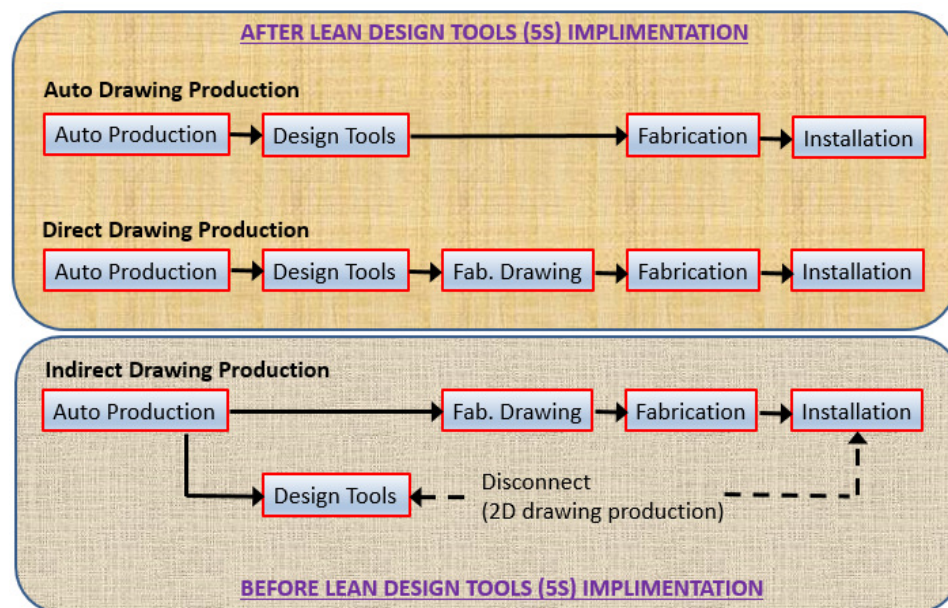 AFTER LEAN DESIGN TOOLS (5S) IMPLIMENTATION
Auto Drawing Production
Auto Production
Design Tools
Fabrication
Installation
Direct Drawing Production
Auto Production
Design Tools
Fab. Drawing
Fabrication
Installation
Indirect Drawing Production
Auto Production
Fab. Drawing
Fabrication
Installation
Design Tools
Disconnect
(2D drawing production)
BEFORE LEAN DESIGN TOOLS (5S) IMPLIMENTATION